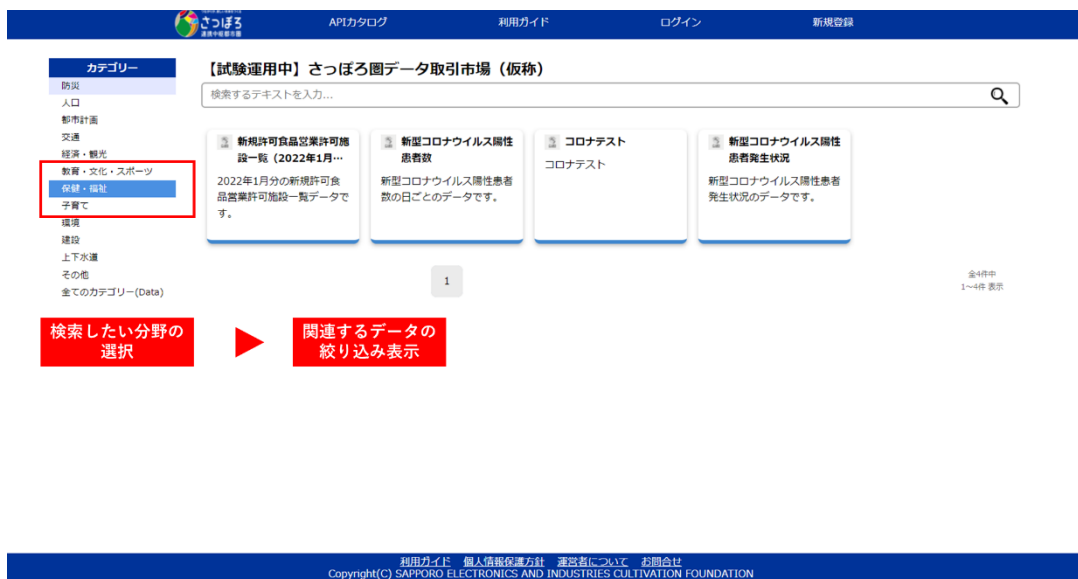 さっぽろ
連携中枢都市圏
APIカタログ
利用ガイド
ログイン
新規登録
カテゴリー
防災
人口
都市計画
交通
経済・観光
教育・文化・スポーツ
保健・福祉
子育て
環境
建設
上下水道
その他
全てのカテゴリー(Data)
【試験運用中】さっぽろ圏データ取引市場（仮称）
検索するテキストを入力...
新規許可食品営業許可施
設一覧（2022年1月…
2022年1月分の新規許可食
品営業許可施設一覧データで
す。
新型コロナウイルス陽性
患者数
新型コロナウイルス陽性患者
数の日ごとのデータです。
コロナテスト
コロナテスト
新型コロナウイルス陽性
患者発生状況
新型コロナウイルス陽性患者
発生状況のデータです。
1
全4件中
1～4件 表示
検索したい分野の
選択
関連するデータの
絞り込み表示
利用ガイド 個人情報保護方針 運営者について お問合せ
Copyright(C) SAPPORO ELECTRONICS AND INDUSTRIES CULTIVATION FOUNDATION